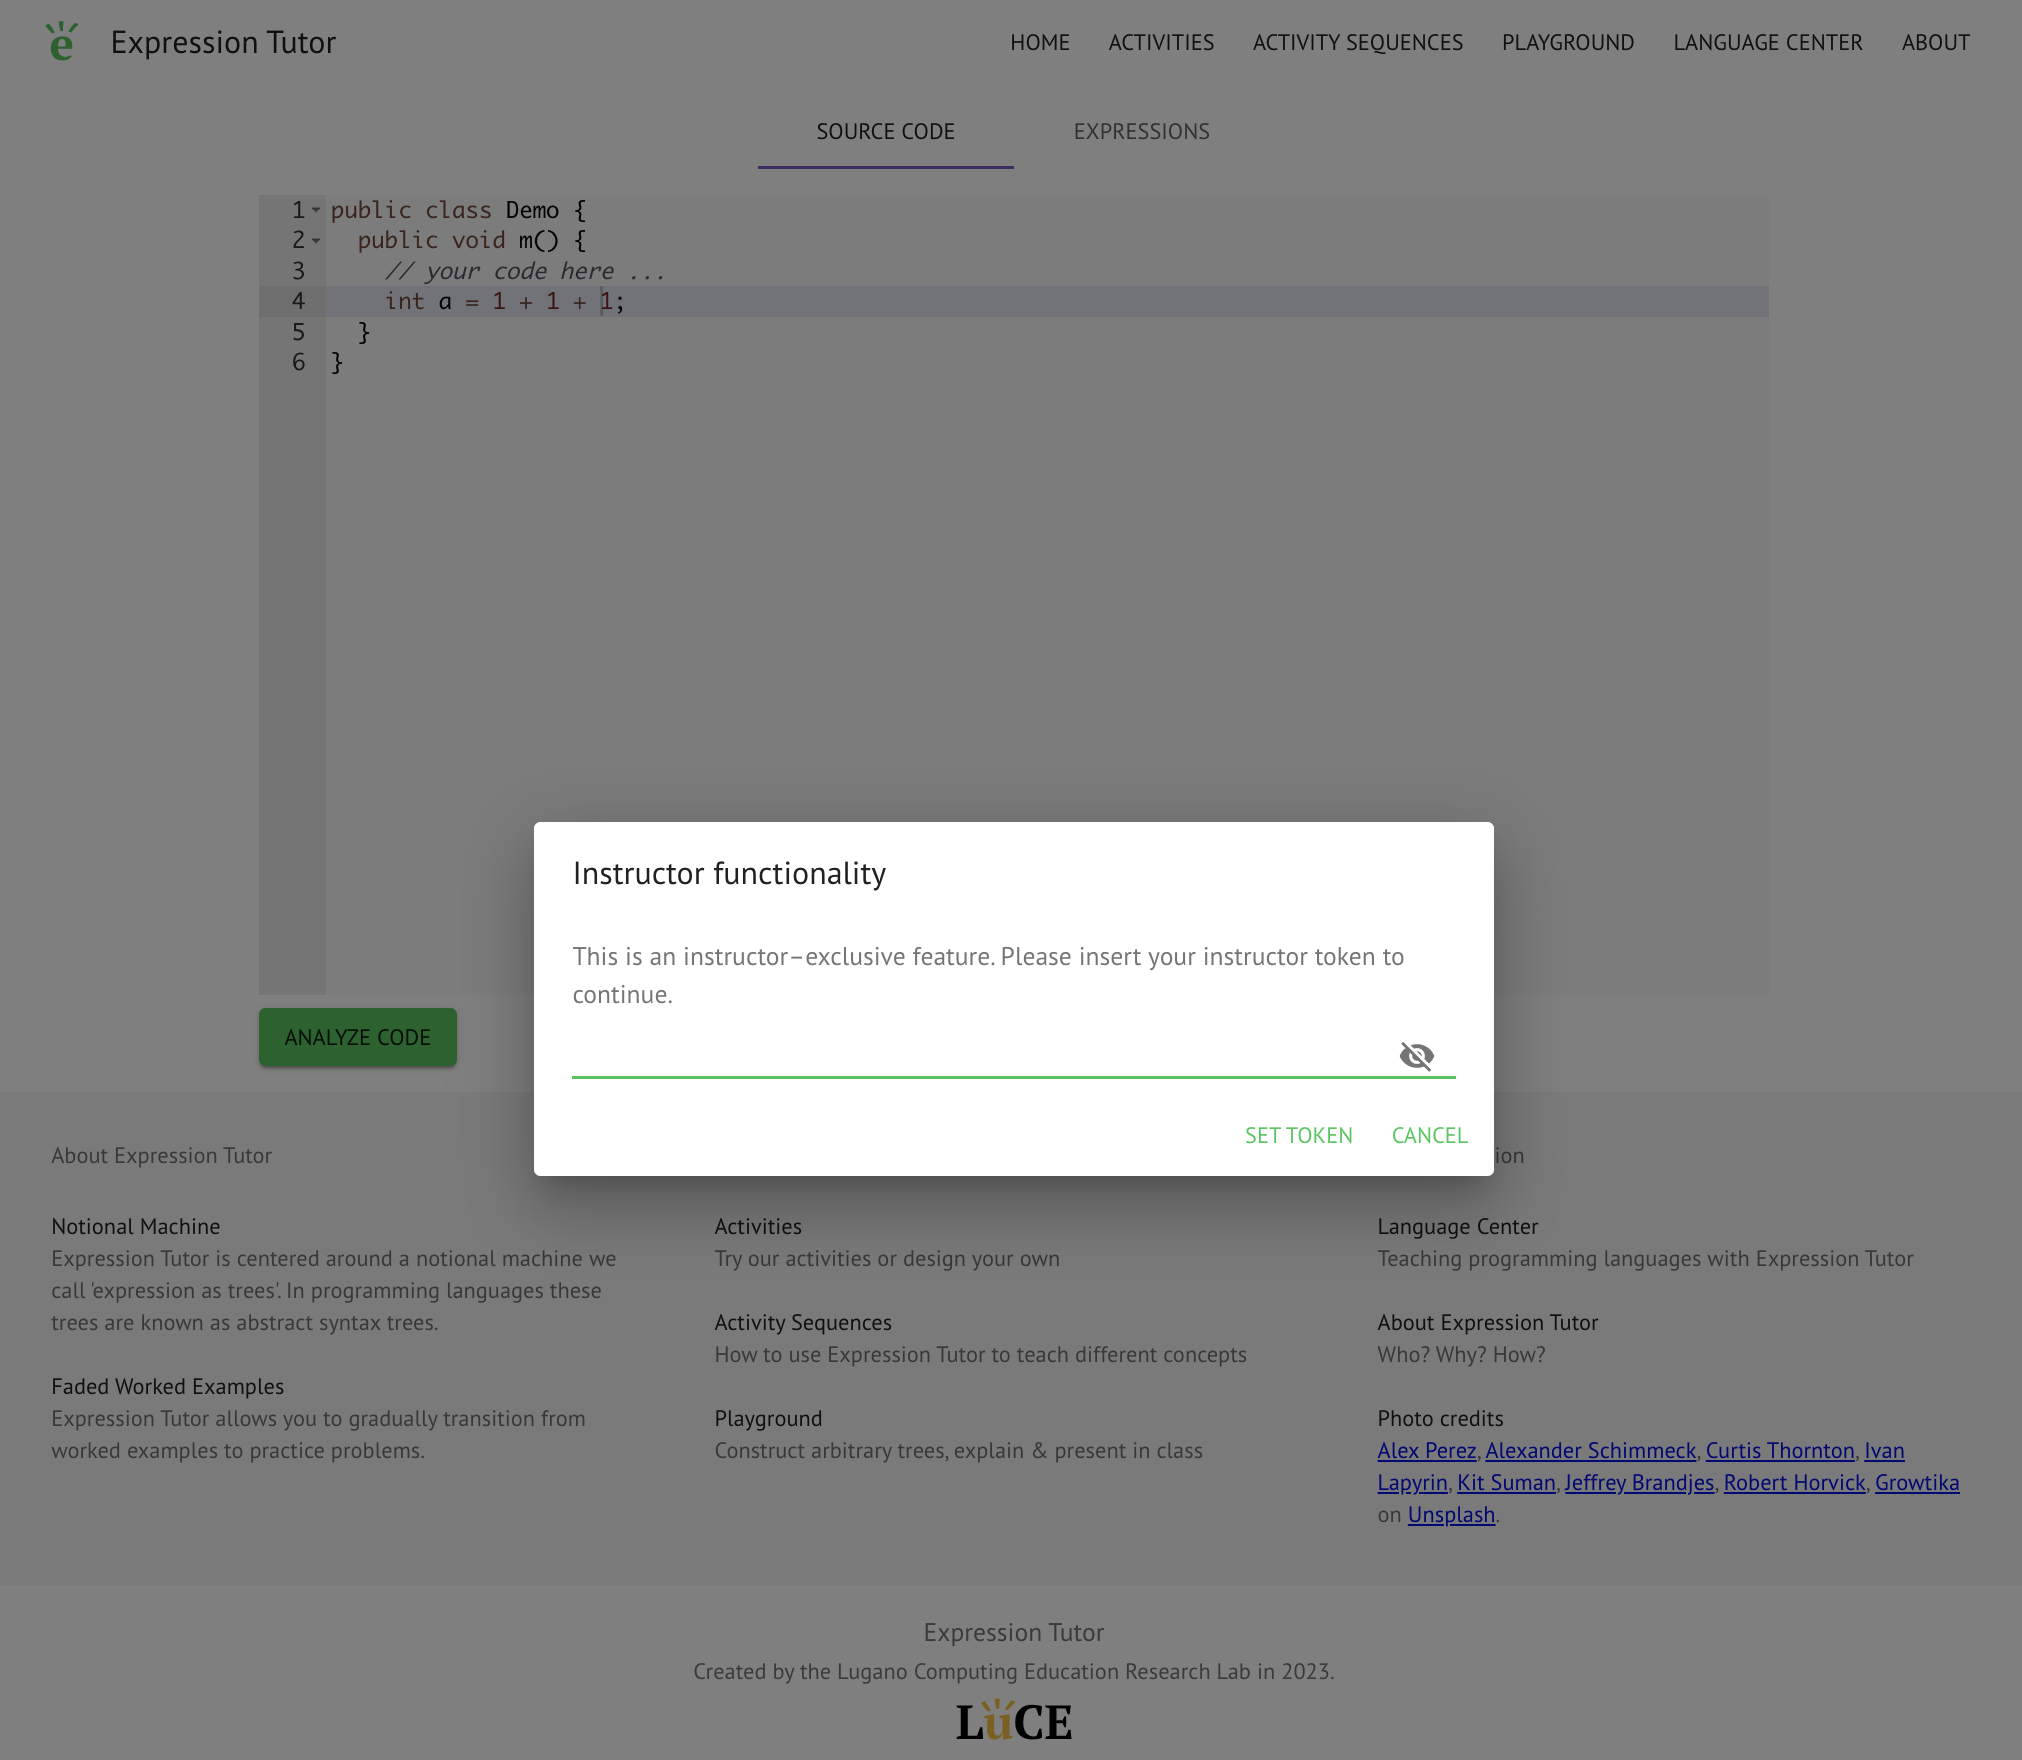 Expression Tutor
HOME ACTIVITIES ACTIVITY SEQUENCES PLAYGROUND LANGUAGE CENTER ABOUT
SOURCE CODE EXPRESSIONS
1 public class Demo {
2 public void m() {
3 // your code here ...
4 int a = 1 + 1 + 1;
5 }
6 }
Instructor functionality
This is an instructor–exclusive feature. Please insert your instructor token to
continue.
SET TOKEN CANCEL
ANALYZE CODE
About Expression Tutor
Notional Machine
Expression Tutor is centered around a notional machine we
call 'expression as trees'. In programming languages these
trees are known as abstract syntax trees.
Faded Worked Examples
Expression Tutor allows you to gradually transition from
worked examples to practice problems.
Activities
Try our activities or design your own
Activity Sequences
How to use Expression Tutor to teach different concepts
Playground
Construct arbitrary trees, explain & present in class
Language Center
Teaching programming languages with Expression Tutor
About Expression Tutor
Who? Why? How?
Photo credits
Alex Perez, Alexander Schimmeck, Curtis Thornton, Ivan
Lapyrin, Kit Suman, Jeffrey Brandjes, Robert Horvick, Growtika
on Unsplash.
Expression Tutor
Created by the Lugano Computing Education Research Lab in 2023.
LuCE